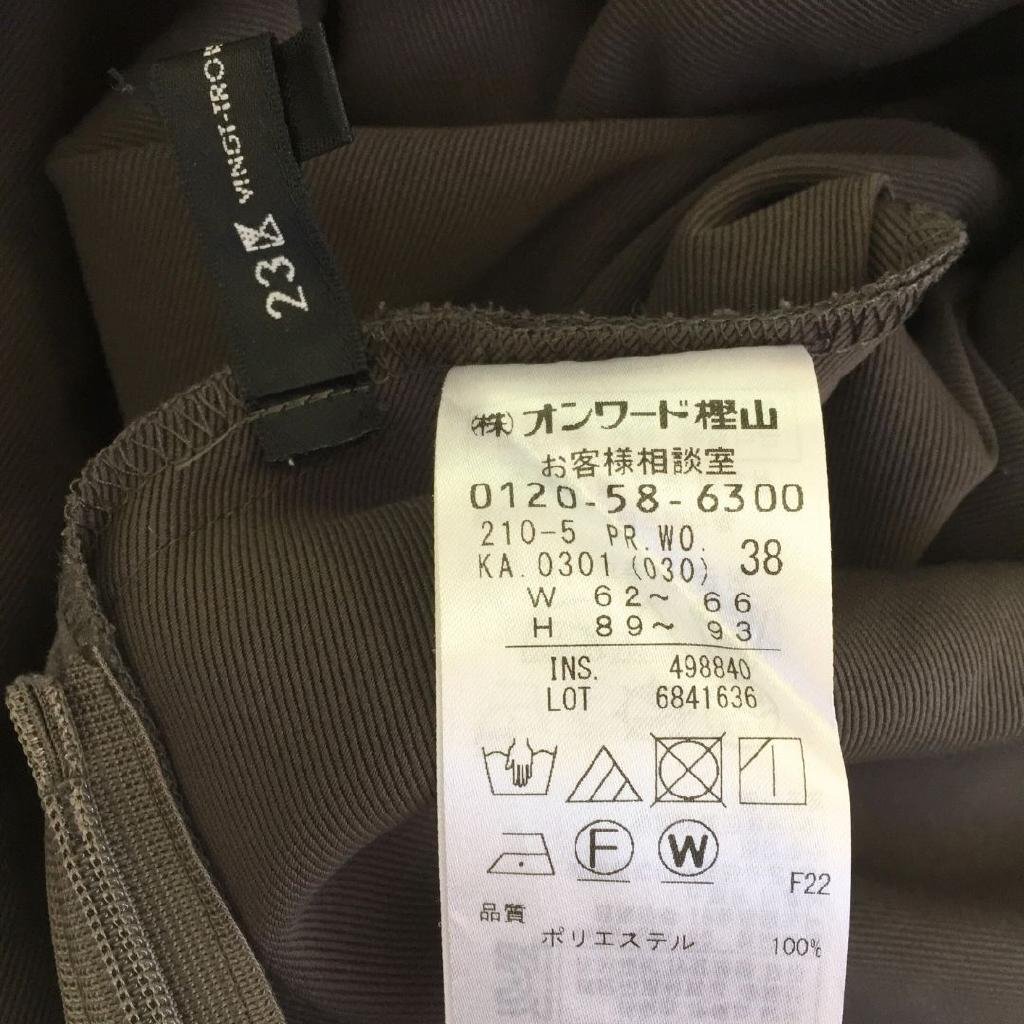 23区 VINGT-TROI
㈱オンワード樫山
お客様相談室
0120-58-6300
210-5 PR.WO.
KA.0301 (030) 38
W 62~ 66
H 89~ 93
INS. 498840
LOT 6841636
F W
F22
品質
ポリエステル 100%